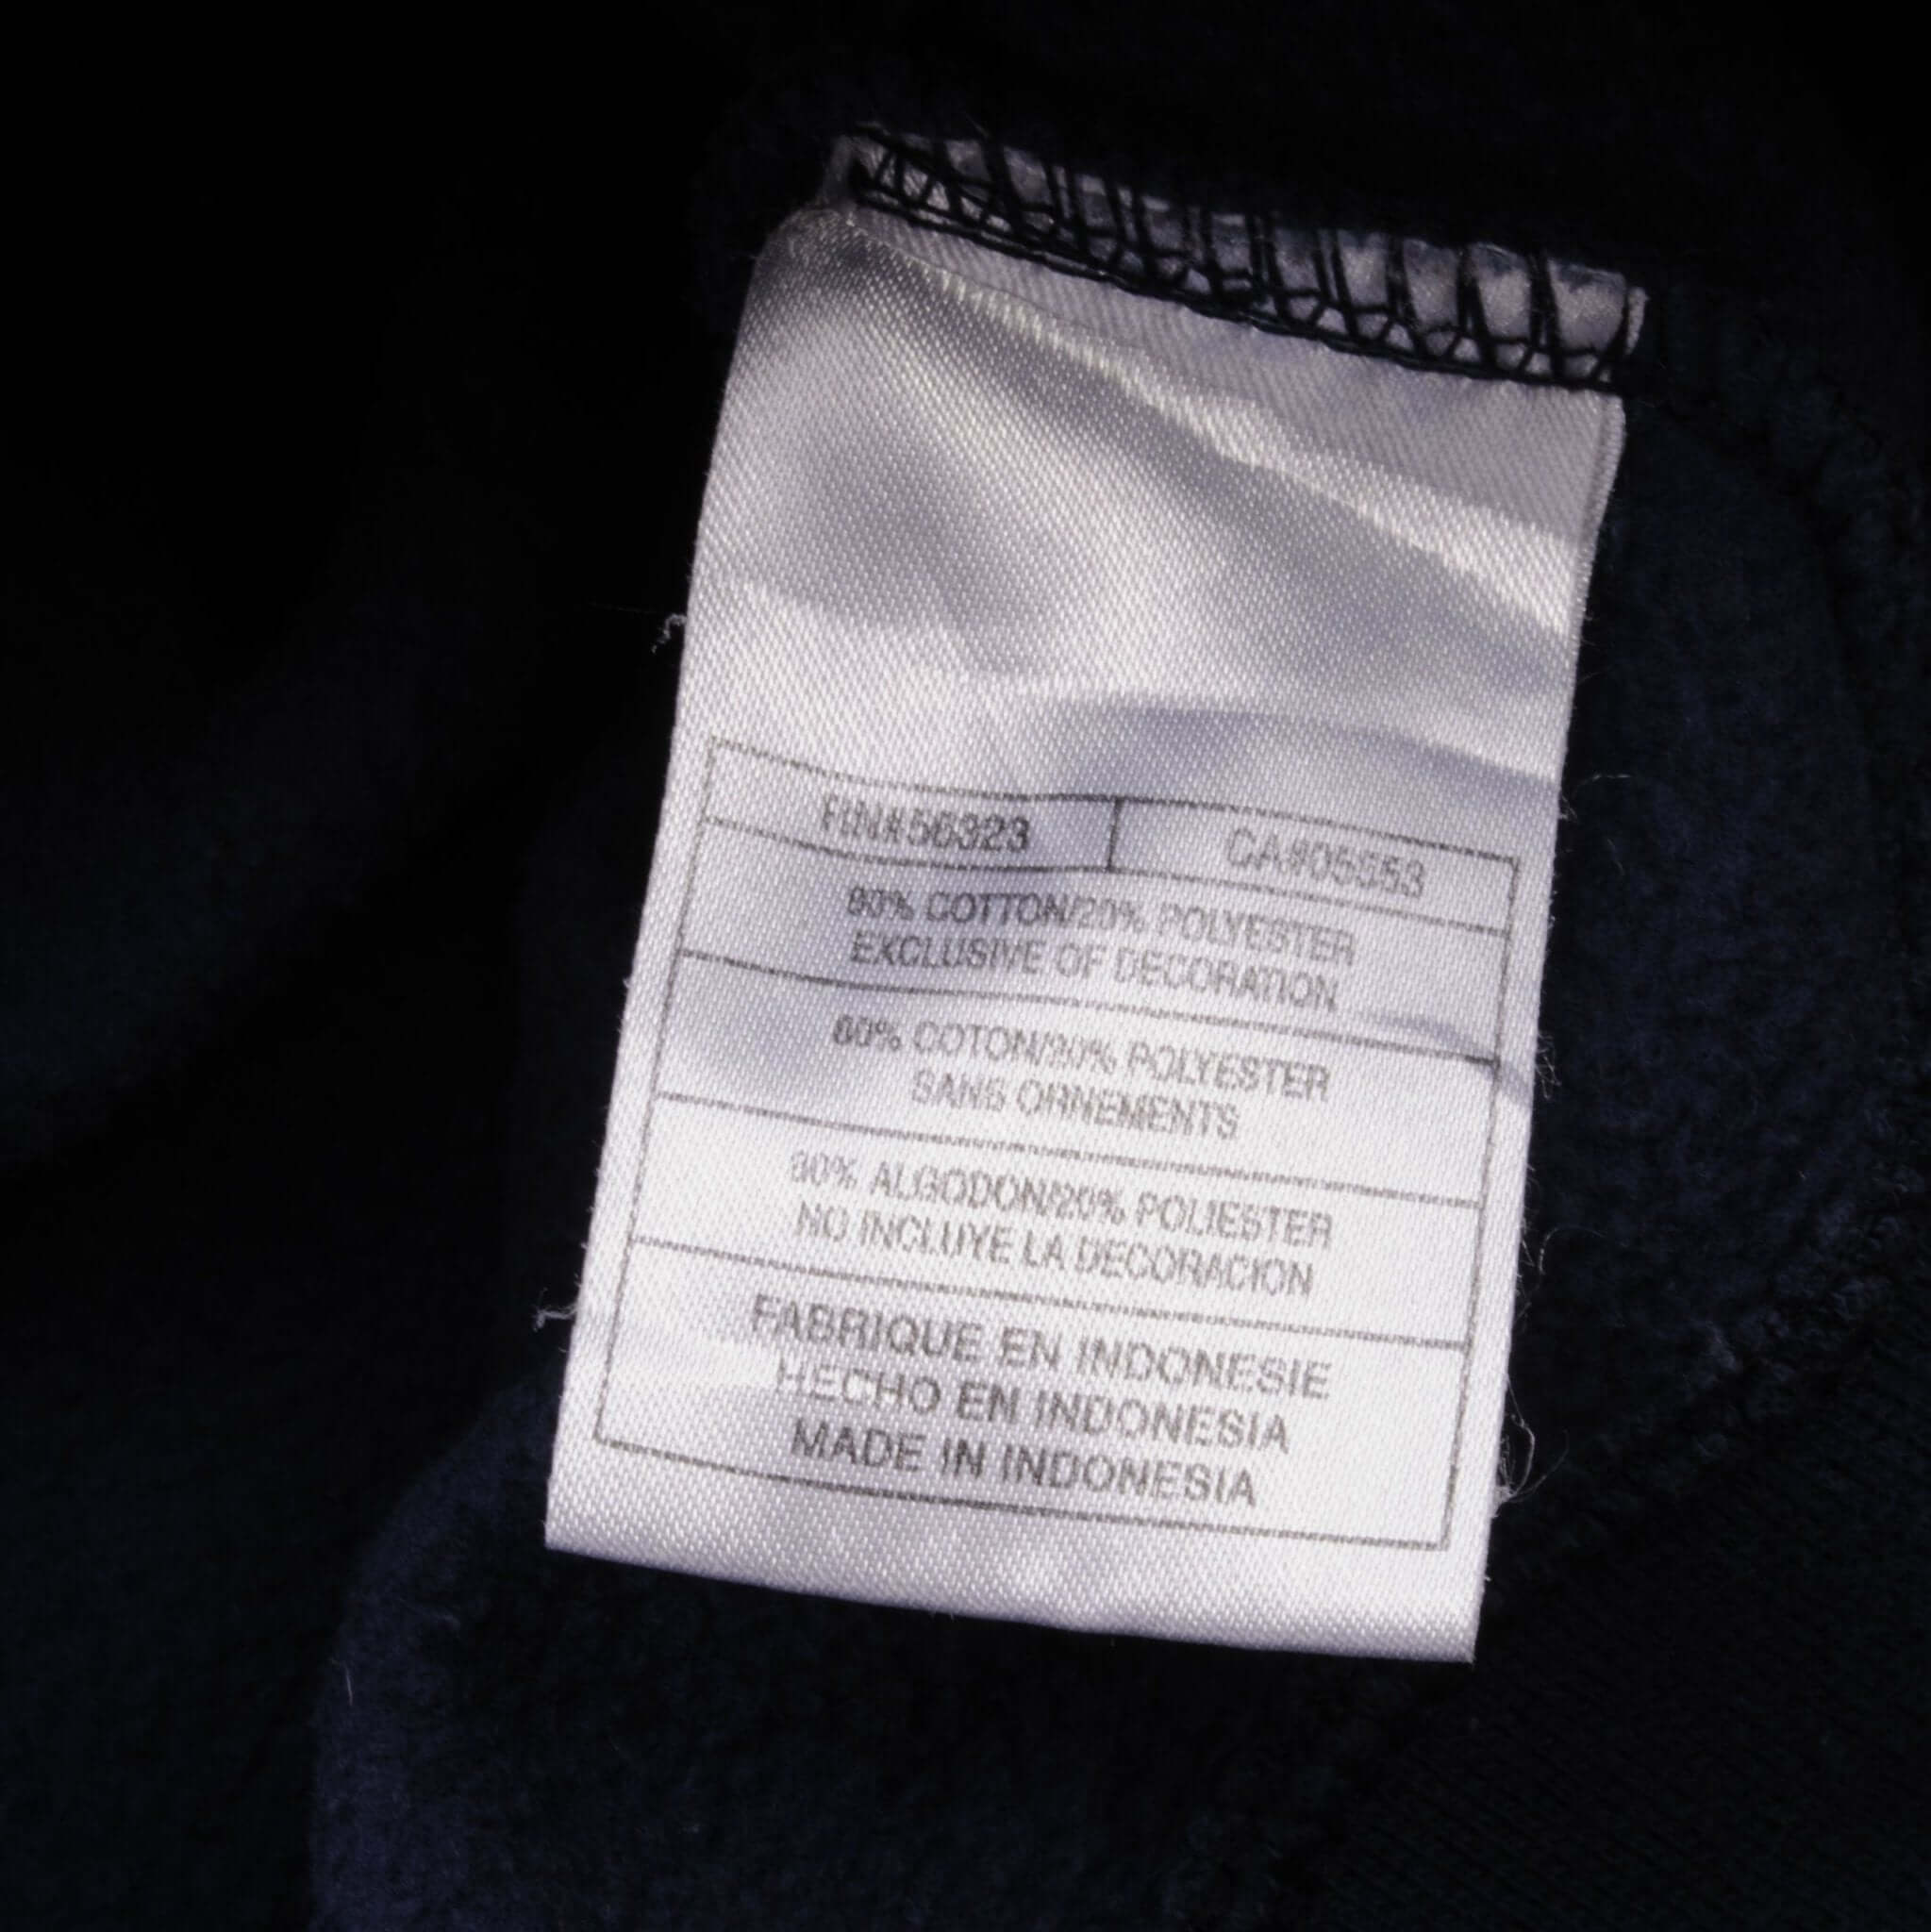 RN#56323 CA#05553
80% COTTON/20% POLYESTER
EXCLUSIVE OF DECORATION
80% COTON/20% POLYESTER
SANS ORNEMENTS
80% ALGODON/20% POLIESTER
NO INCLUYE LA DECORACION
FABRIQUE EN INDONESIE
HECHO EN INDONESIA
MADE IN INDONESIA